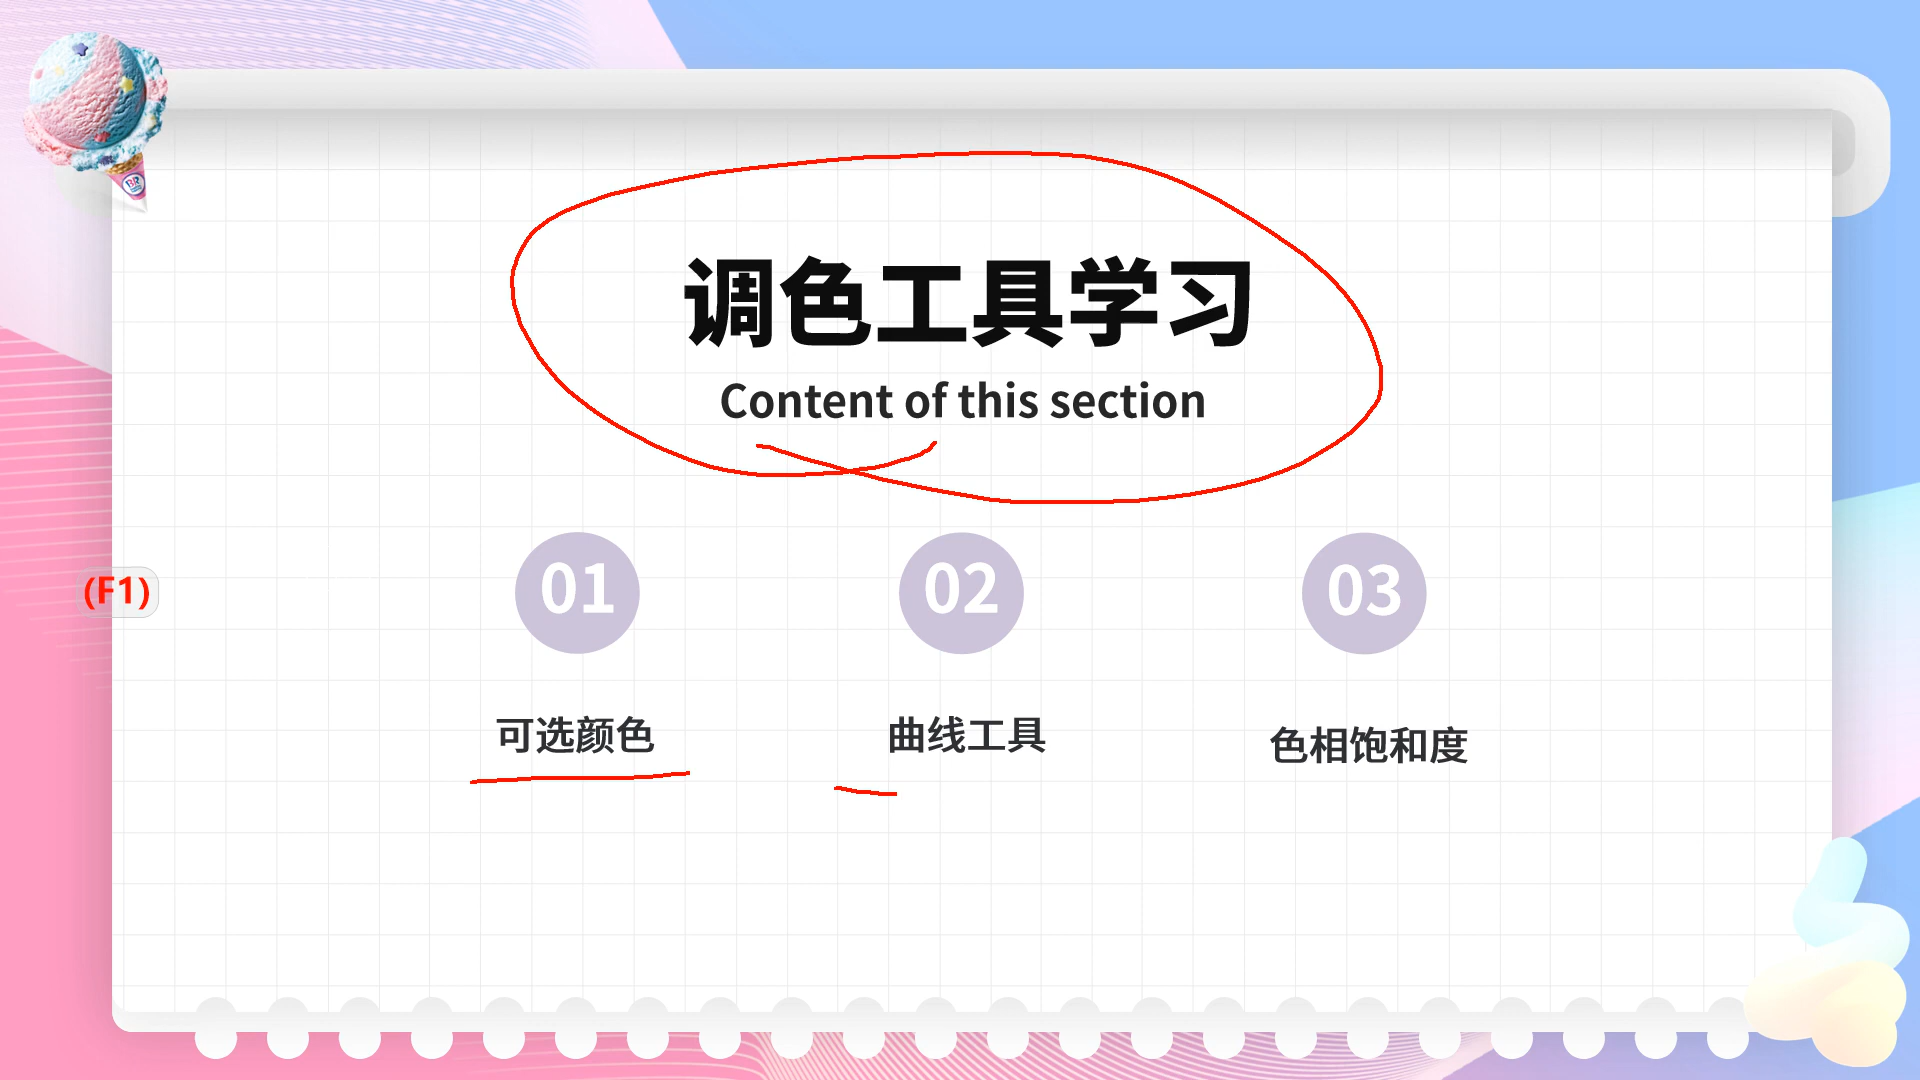 BR
调色工具学习
Content of this section
(F1)
01
02
03
可选颜色
曲线工具
色相饱和度